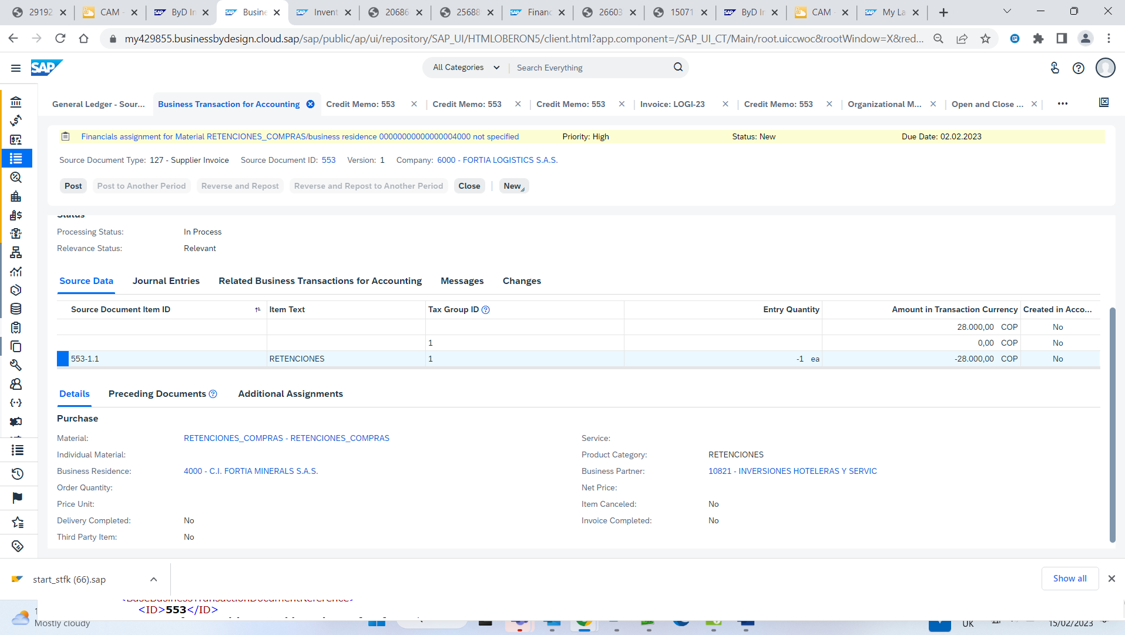 29192
CAM -
ByD In
Busin
Invent
20686
25688
Financ
26603
15071
ByD In
CAM
My La
my429855.businessbydesign.cloud.sap/sap/public/ap/ui/repository/SAP_UI/HTMLOBERON5/client.html?app.component=/SAP_UI_CT/Main/root.uiccwoc&rootWindow=X&red...
SAP
All Categories
Search Everything
General Ledger - Sour...
Business Transaction for Accounting
Credit Memo: 553
Credit Memo: 553
Credit Memo: 553
Invoice: LOGI-23
Credit Memo: 553
Organizational M...
Open and Close ...
Financials assignment for Material RETENCIONES_COMPRAS/business residence 00000000000000004000 not specified
Priority: High
Status: New
Due Date: 02.02.2023
Source Document Type: 127 - Supplier Invoice
Source Document ID: 553
Version: 1
Company: 6000 - FORTIA LOGISTICS S.A.S.
Post
Post to Another Period
Reverse and Repost
Reverse and Repost to Another Period
Close
New
Status
Processing Status: In Process
Relevance Status: Relevant
Source Data
Journal Entries
Related Business Transactions for Accounting
Messages
Changes
Source Document Item ID
Item Text
Tax Group ID
Entry Quantity
Amount in Transaction Currency
Created in Acco...
28.000,00 COP No
1 0,00 COP No
553-1.1 RETENCIONES 1 -1 ea -28.000,00 COP No
Details
Preceding Documents
Additional Assignments
Purchase
Material: RETENCIONES_COMPRAS - RETENCIONES_COMPRAS
Service:
Individual Material:
Product Category: RETENCIONES
Business Residence: 4000 - C.I. FORTIA MINERALS S.A.S.
Business Partner: 10821 - INVERSIONES HOTELERAS Y SERVIC
Order Quantity:
Net Price:
Price Unit:
Item Canceled: No
Delivery Completed: No
Invoice Completed: No
Third Party Item: No
start_stfk (66).sap
Show all
<ID>553</ID>
Mostly cloudy
UK
15/02/2023